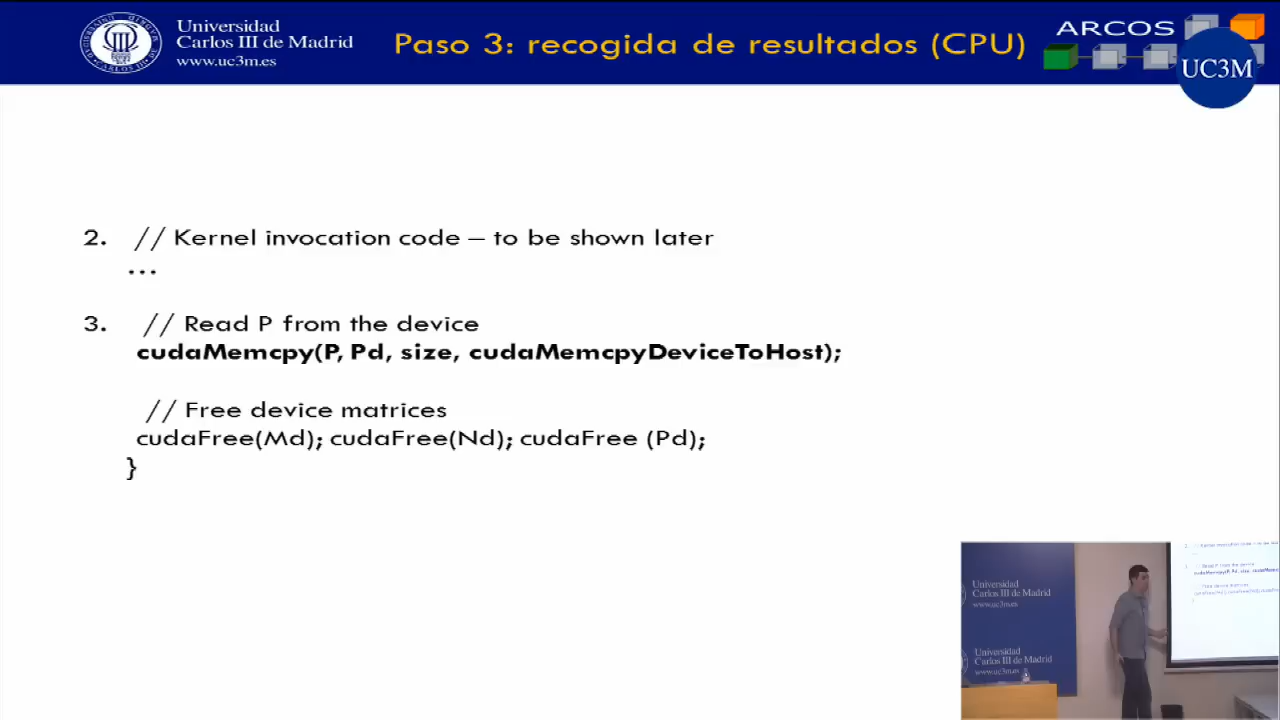 Universidad
Carlos III de Madrid
www.uc3m.es
Paso 3: recogida de resultados (CPU)
ARCOS
UC3M
2. // Kernel invocation code – to be shown later
...
3. // Read P from the device
cudaMemcpy(P, Pd, size, cudaMemcpyDeviceToHost);
// Free device matrices
cudaFree(Md); cudaFree(Nd); cudaFree (Pd);
}
Universidad
Carlos III de Madrid
www.uc3m.es
Universidad
Carlos III de Madrid
www.uc3m.es